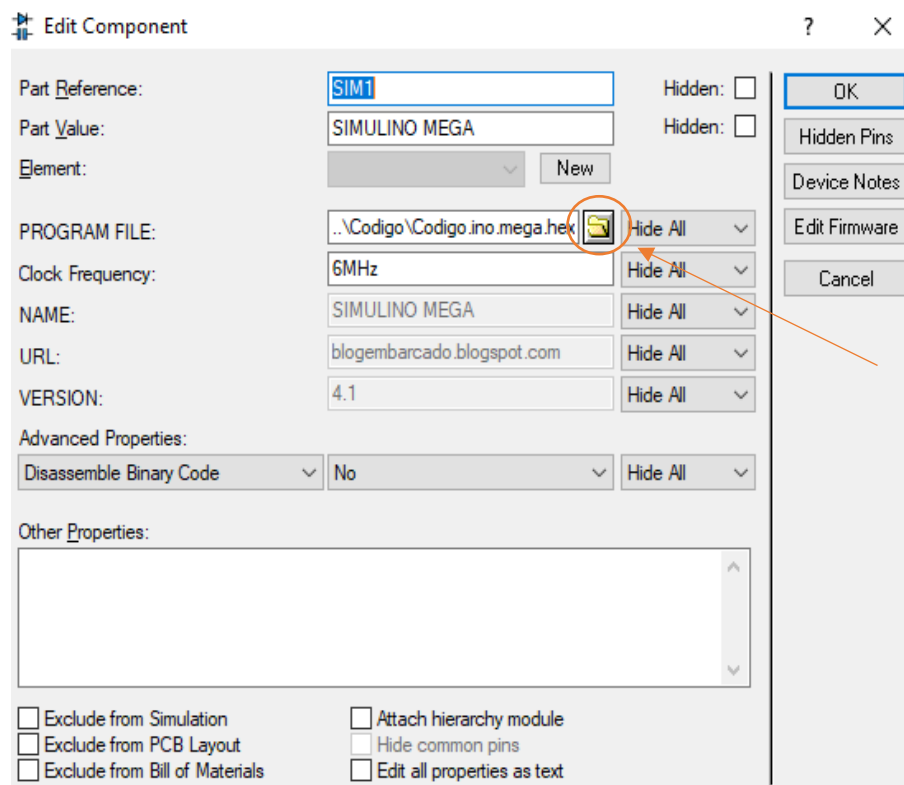 Edit Component ?
Part Reference: SIM1 Hidden: OK
Part Value: SIMULINO MEGA Hidden: Hidden Pins
Element: New Device Notes
PROGRAM FILE: ..\Codigo\Codigo.ino.mega.hex Hide All Edit Firmware
Clock Frequency: 6MHz Hide All Cancel
NAME: SIMULINO MEGA Hide All
URL: blogembarcado.blogspot.com Hide All
VERSION: 4.1 Hide All
Advanced Properties:
Disassemble Binary Code No Hide All
Other Properties:
Exclude from Simulation Attach hierarchy module
Exclude from PCB Layout Hide common pins
Exclude from Bill of Materials Edit all properties as text